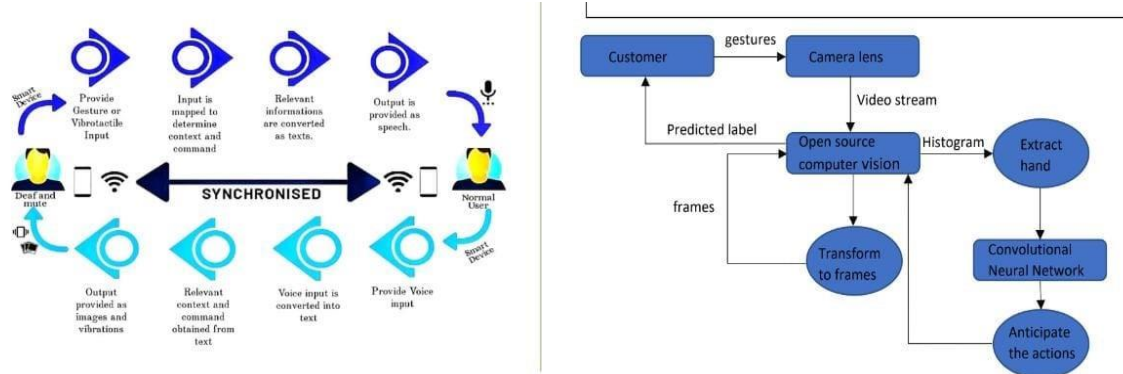 Smart Device
Provide
Gesture or
Vibrotactile
Input
Input is
mapped to
determine
context and
command
Relevant
informations
are converted
as texts.
Output is
provided as
speech.
Deaf and
mute
SYNCHRONISED
Normal
User
Smart
Device
Output
provided as
images and
vibrations
Relevant
context and
command
obtained from
text
Voice input is
converted into
text
Provide Voice
input
Customer
gestures
Camera lens
Video stream
Predicted label
Open source
computer vision
Histogram
Extract
hand
frames
Transform
to frames
Convolutional
Neural Network
Anticipate
the actions